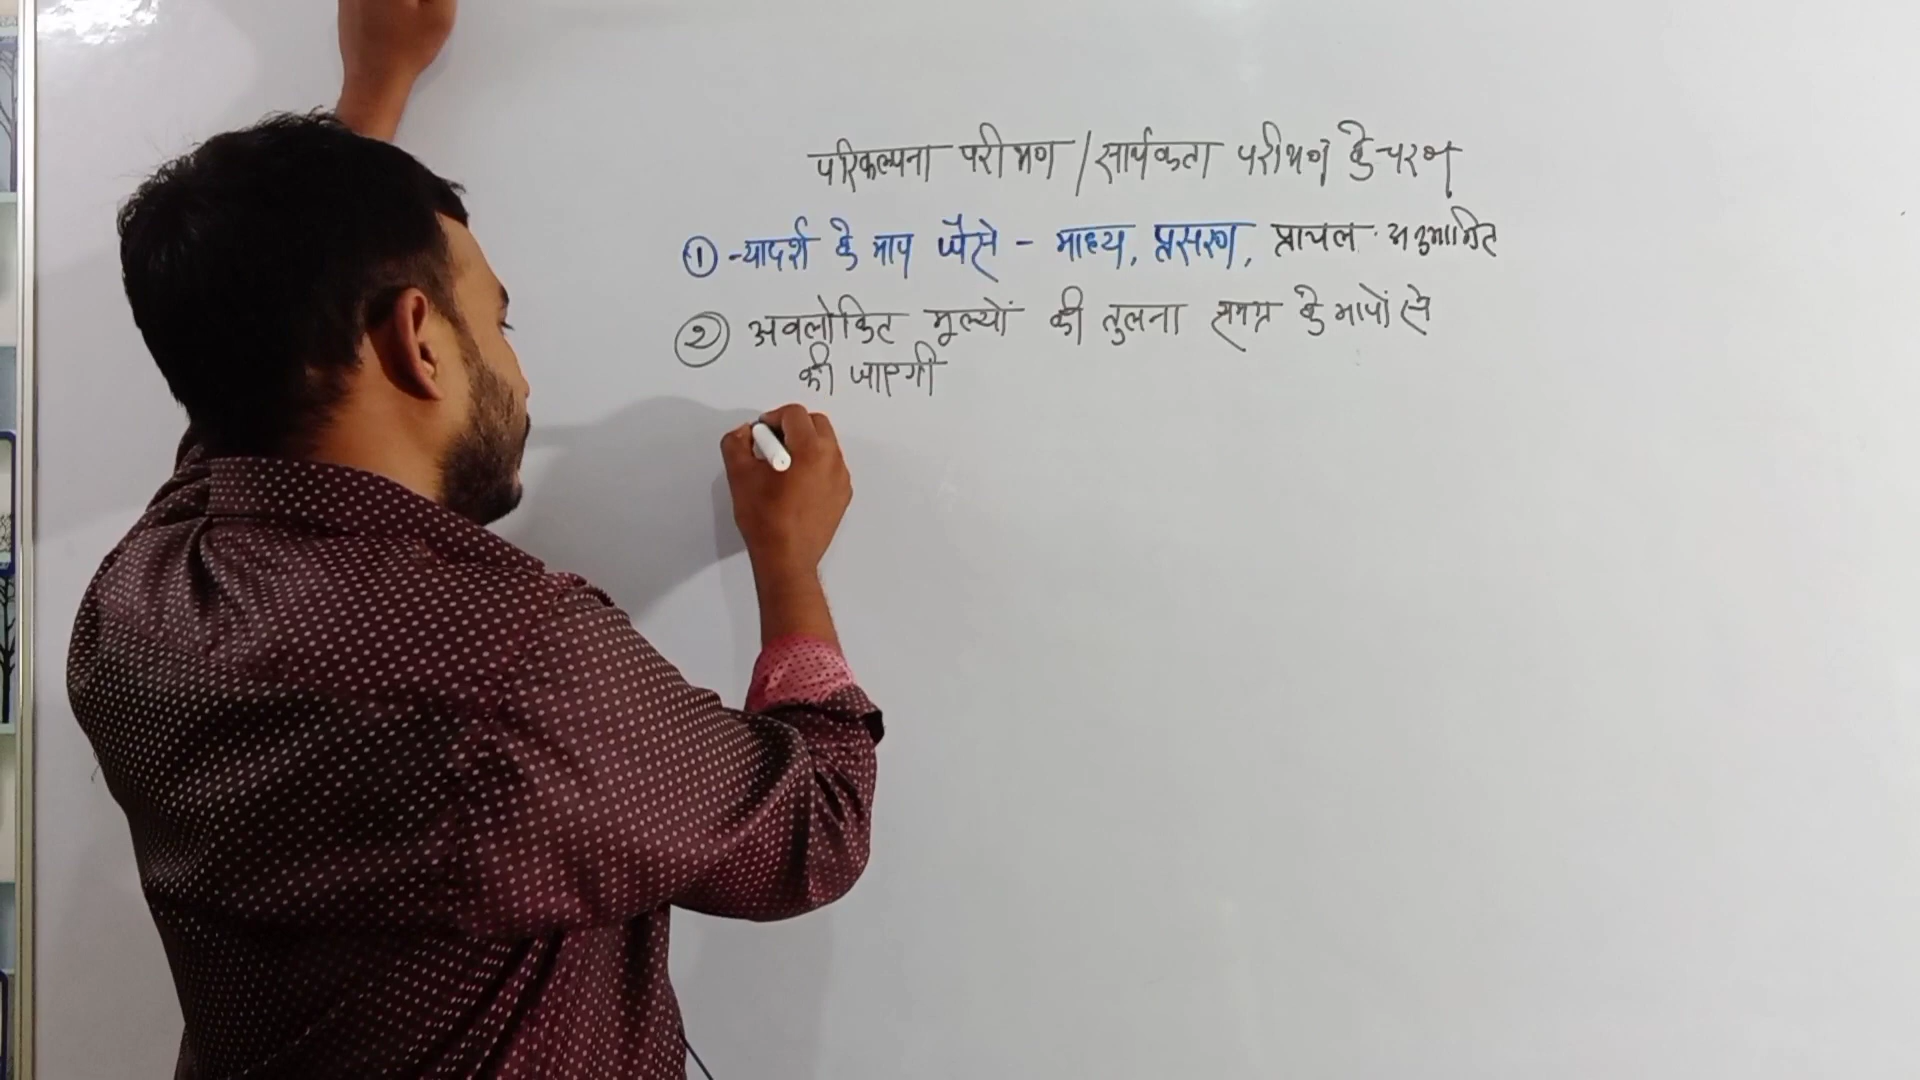 परिकल्पना परीक्षण / सार्थकता परीक्षण के चरण
① न्यादर्श के माप जैसे - माध्य, प्रसरण, प्राचल अनुमानित
② अवलोकित मूल्यों की तुलना समग्र के मापों से
की जाएगी